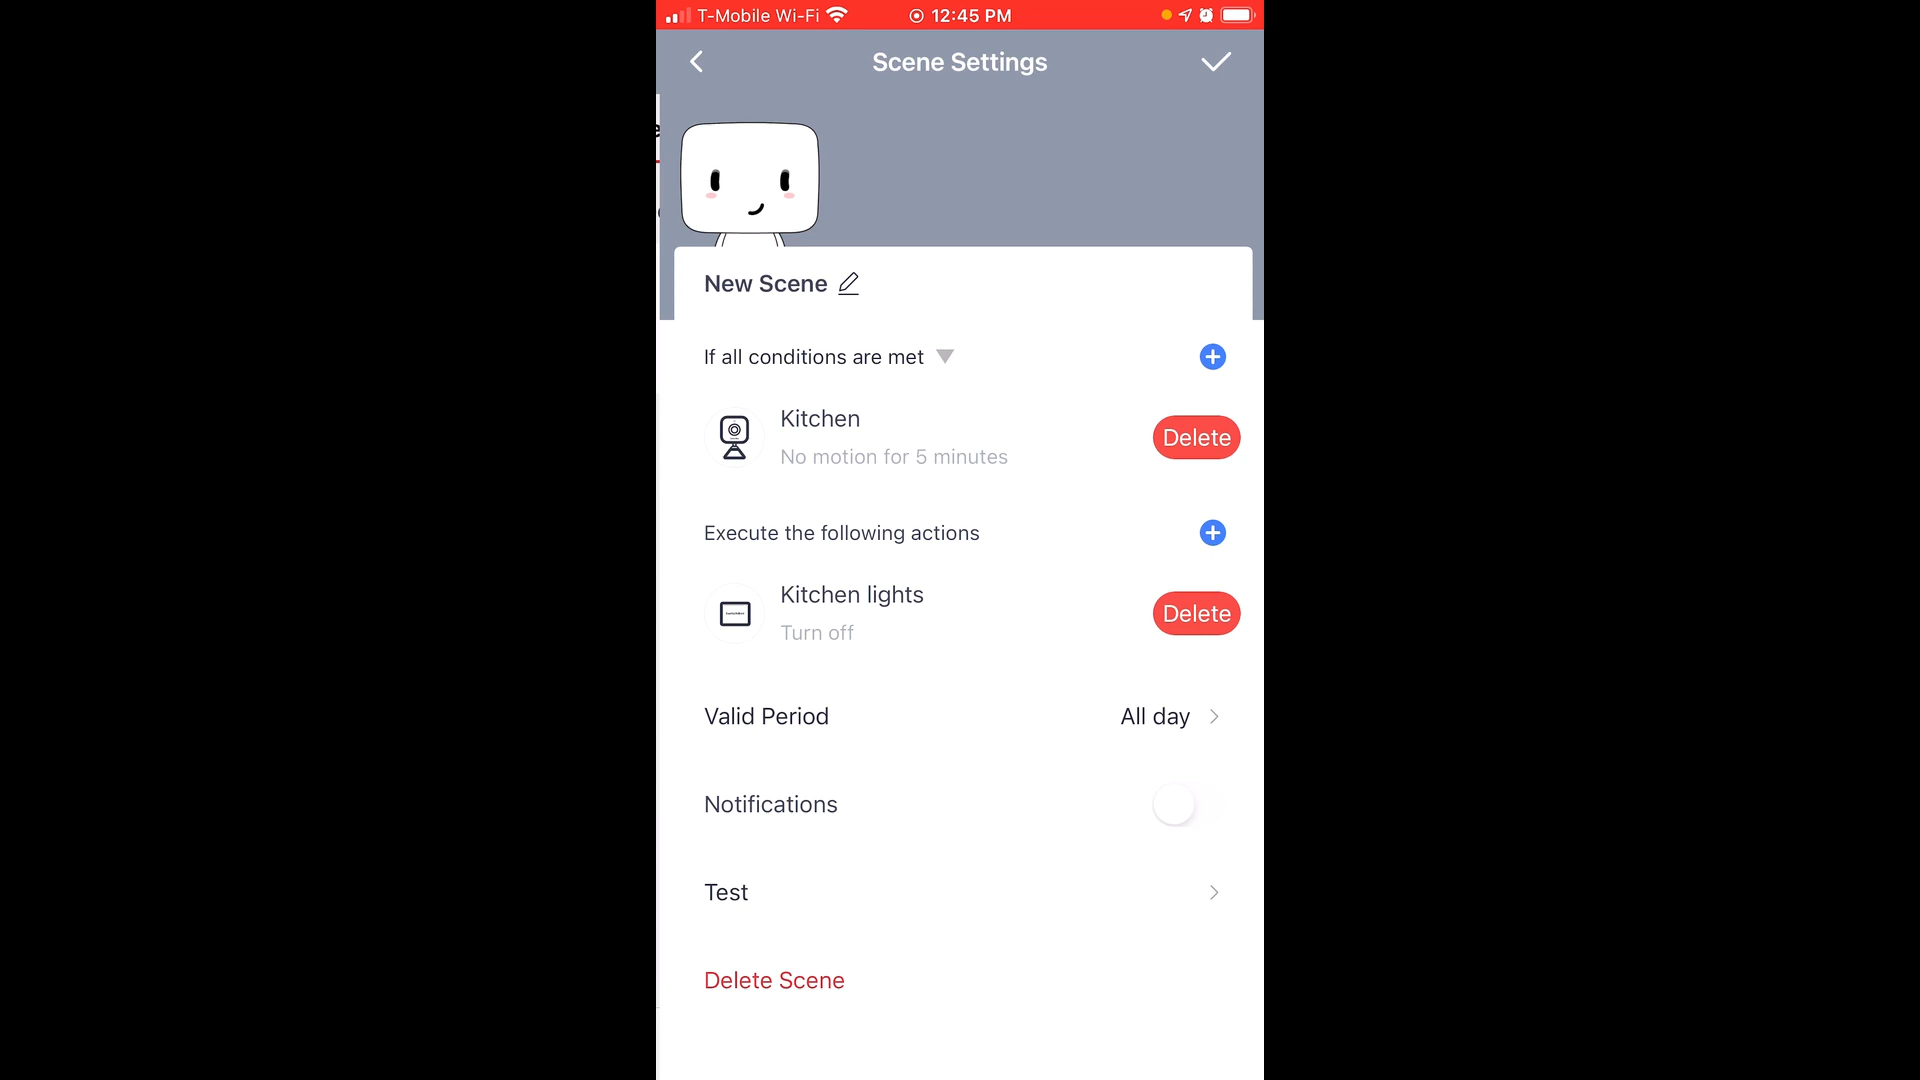 T-Mobile Wi-Fi 12:45 PM
Scene Settings
New Scene
If all conditions are met
Kitchen
No motion for 5 minutes
Delete
Execute the following actions
Kitchen lights
Turn off
Delete
Valid Period All day
Notifications
Test
Delete Scene